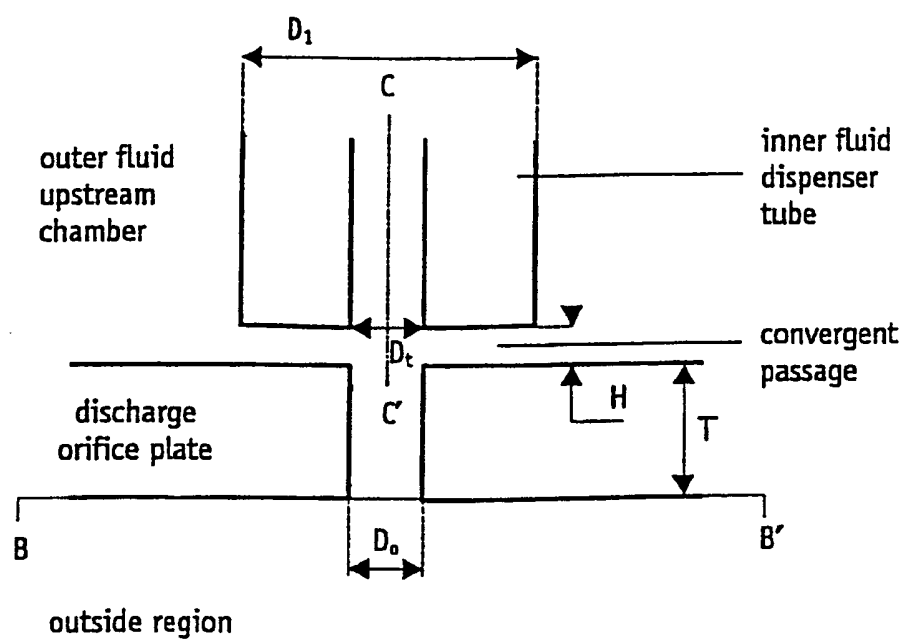 D₁
C
outer fluid
upstream
chamber
inner fluid
dispenser
tube
Dₜ
convergent
passage
C'
H
T
discharge
orifice plate
B
B'
Dₒ
outside region